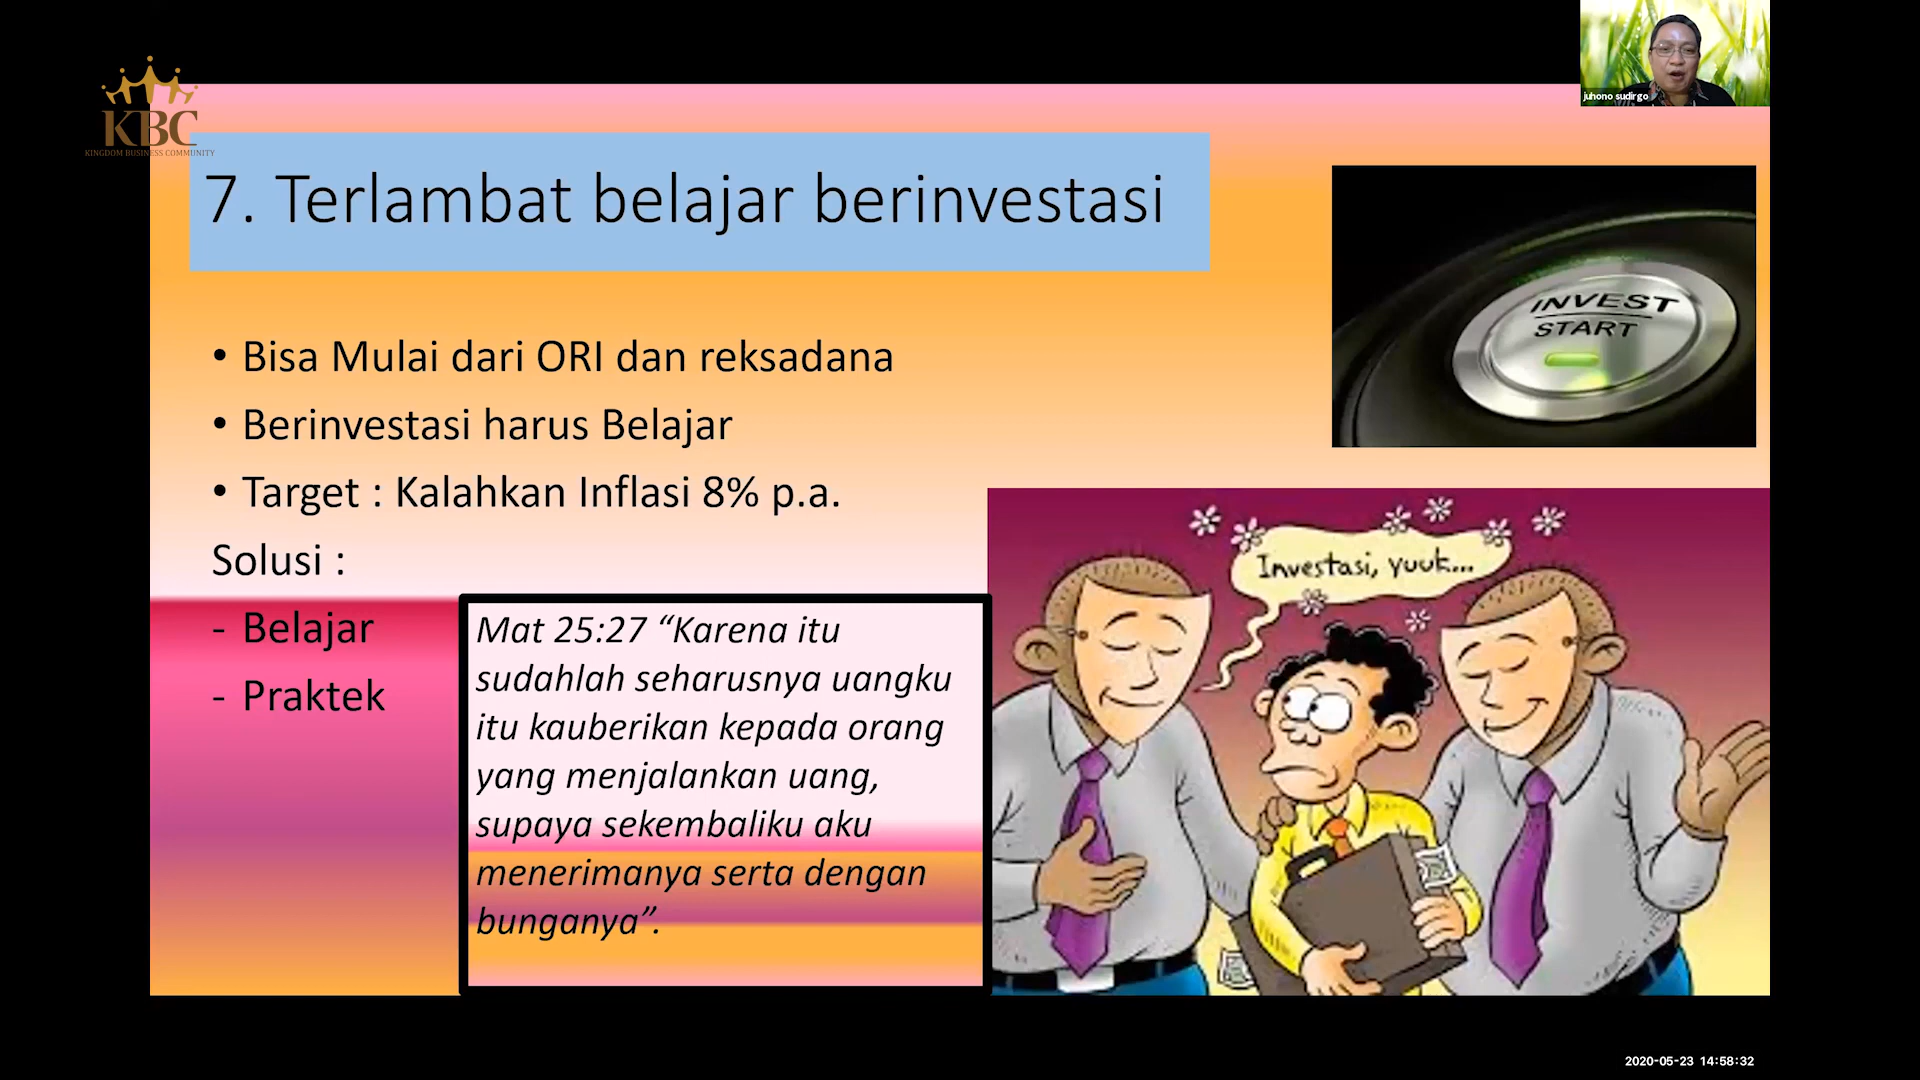 juhono sudirgo
KBC
KINGDOM BUSINESS COMMUNITY
7. Terlambat belajar berinvestasi
INVEST
START
• Bisa Mulai dari ORI dan reksadana
• Berinvestasi harus Belajar
• Target : Kalahkan Inflasi 8% p.a.
Solusi :
- Belajar
- Praktek
Mat 25:27 “Karena itu
sudahlah seharusnya uangku
itu kauberikan kepada orang
yang menjalankan uang,
supaya sekembaliku aku
menerimanya serta dengan
bunganya”.
Investasi, yuuk...
2020-05-23 14:58:32